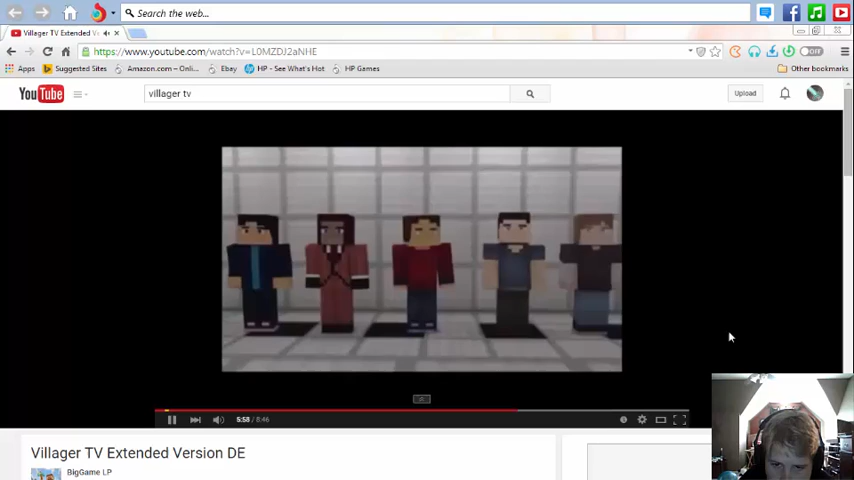 Search the web...
Villager TV Extended Ve
https://www.youtube.com/watch?v=L0MZDJ2aNHE
OFF
Apps
Suggested Sites
Amazon.com – Onli...
Ebay
HP - See What's Hot
HP Games
Other bookmarks
YouTube
villager tv
Upload
5:58 / 8:46
Villager TV Extended Version DE
BigGame LP